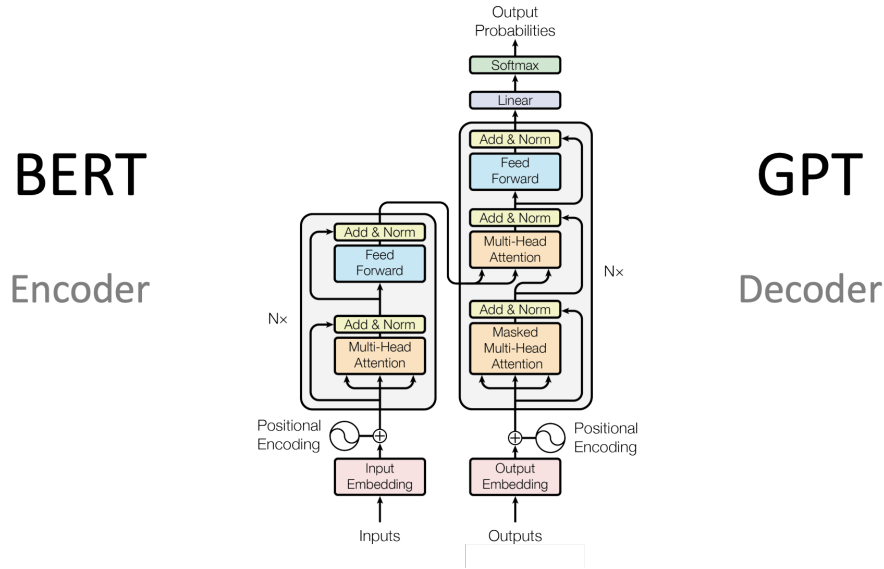 BERT
Encoder
Output
Probabilities
Softmax
Linear
Add & Norm
Feed
Forward
Add & Norm
Multi-Head
Attention
Add & Norm
Masked
Multi-Head
Attention
N×
Positional
Encoding
Output
Embedding
Outputs
Add & Norm
Feed
Forward
Add & Norm
Multi-Head
Attention
N×
Positional
Encoding
Input
Embedding
Inputs
GPT
Decoder